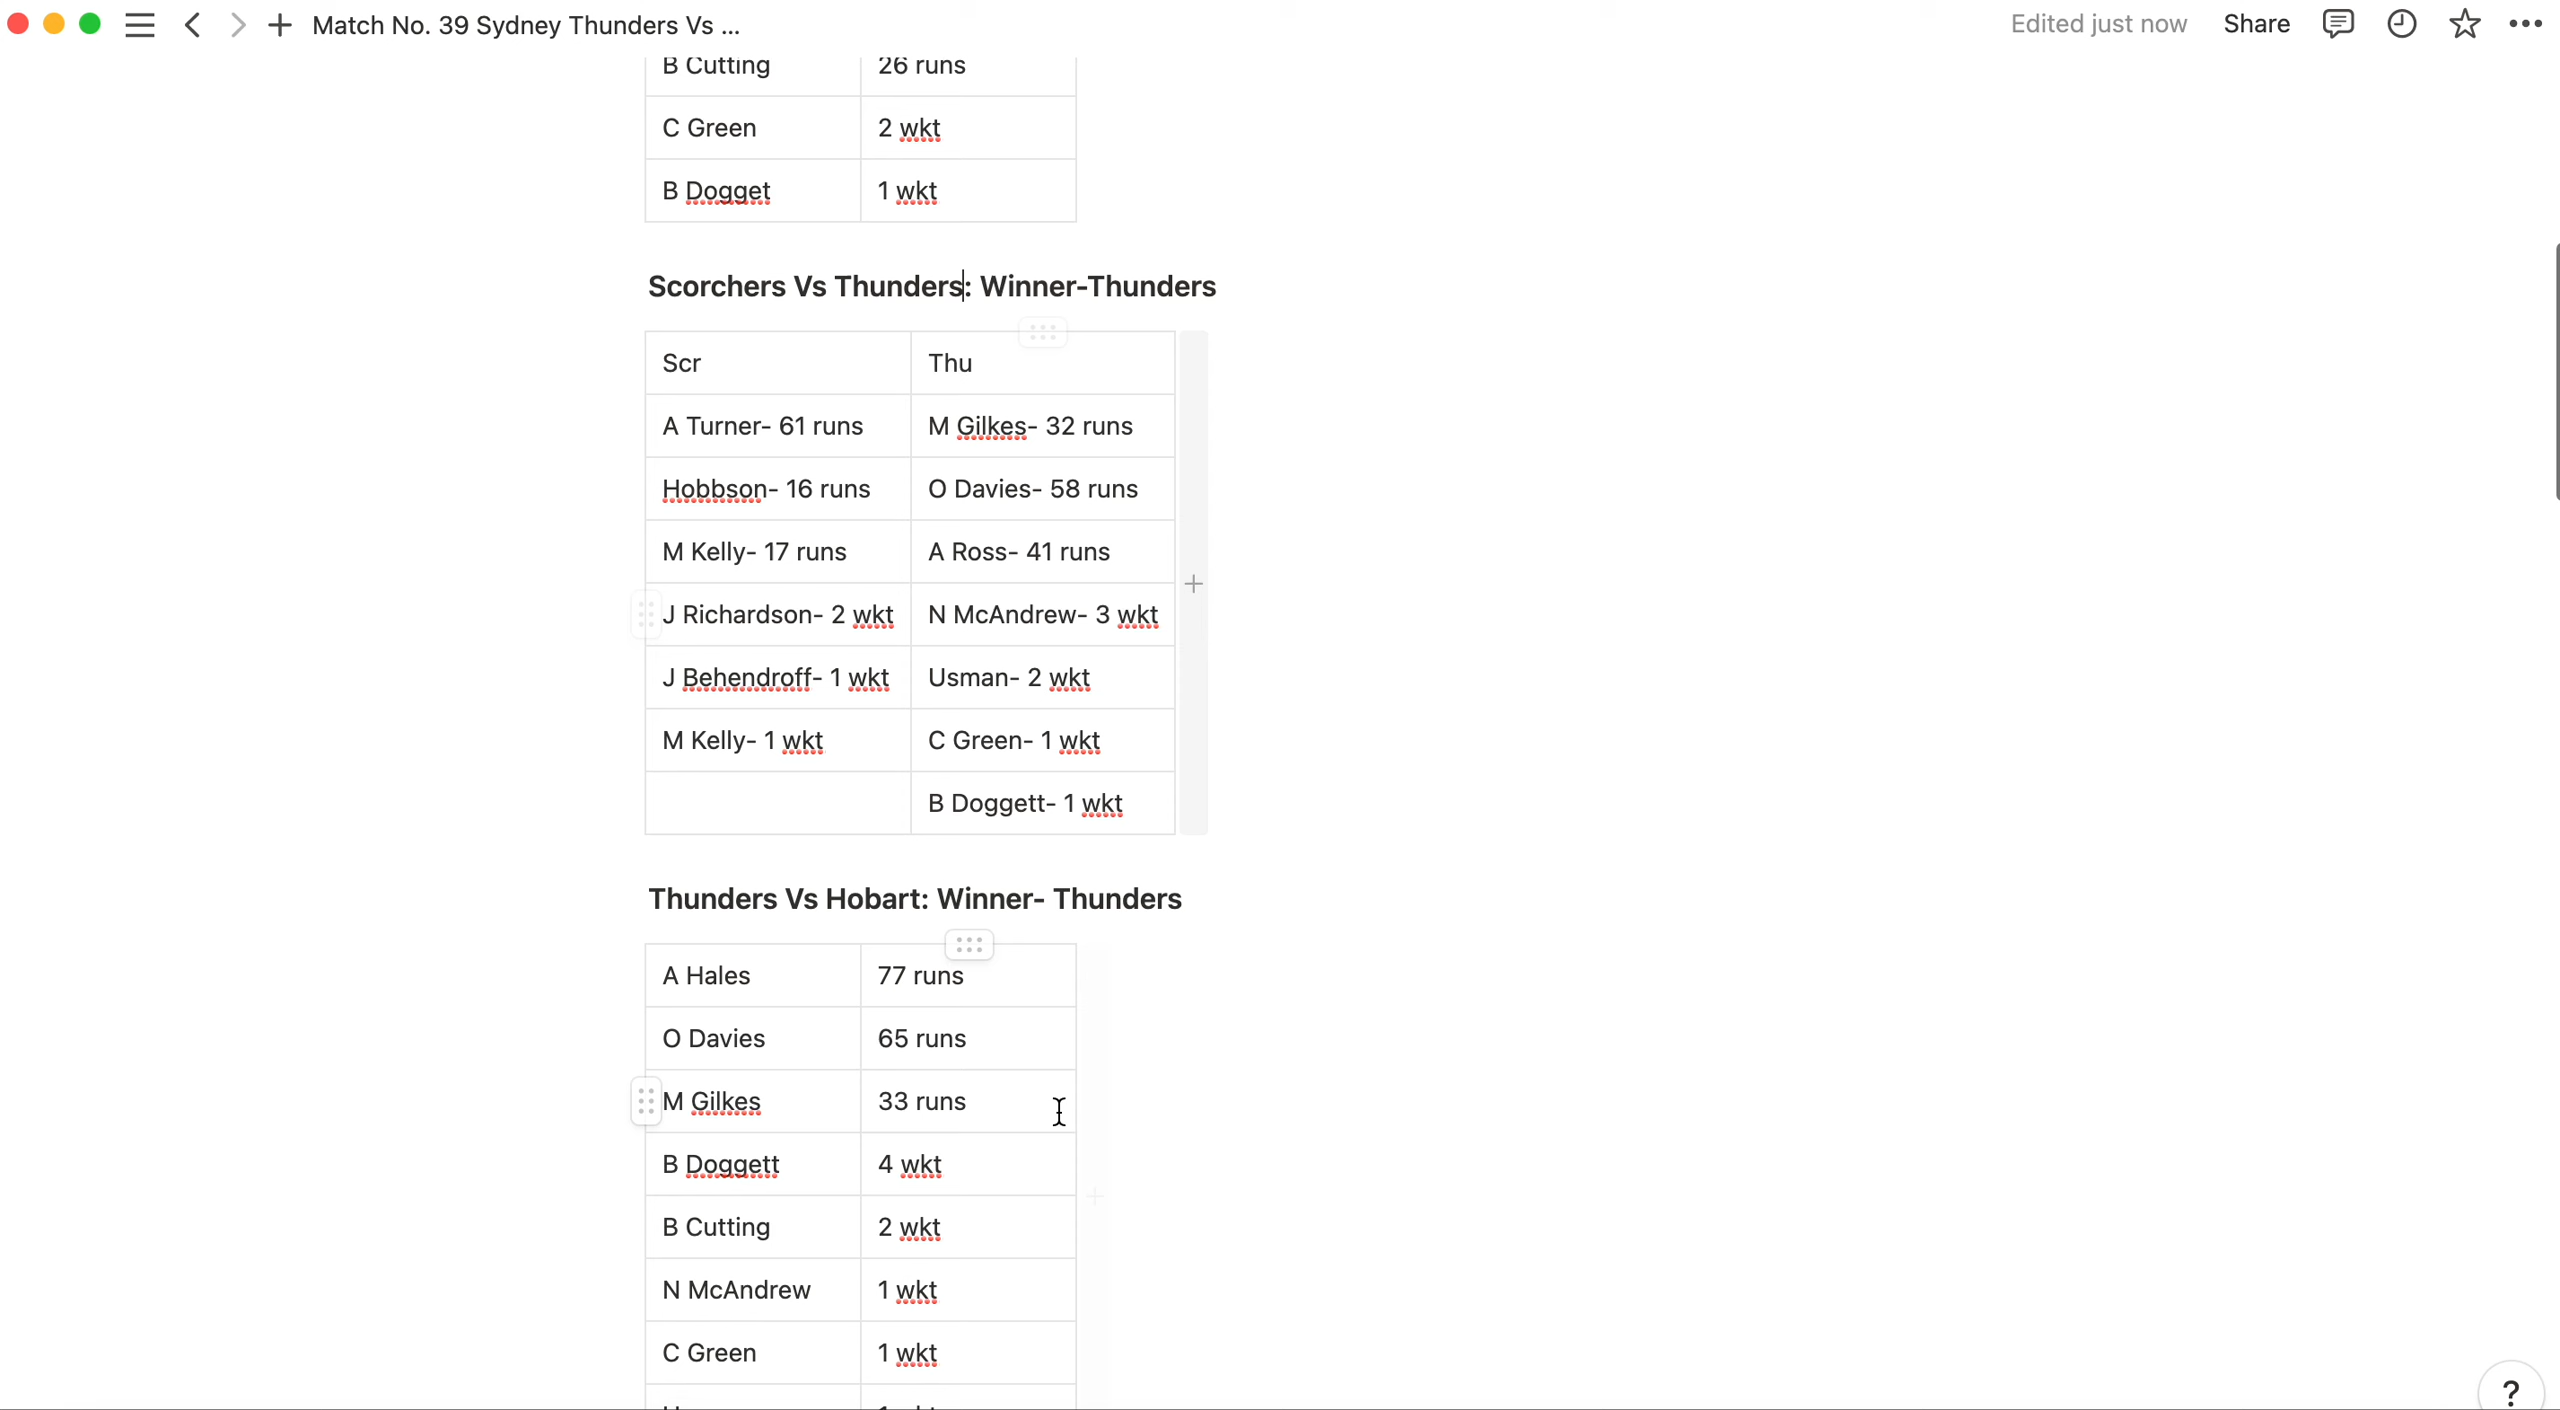 Match No. 39 Sydney Thunders Vs ...
Edited just now
Share
B Cutting 26 runs
C Green 2 wkt
B Dogget 1 wkt
Scorchers Vs Thunders: Winner-Thunders
Scr Thu
A Turner- 61 runs M Gilkes- 32 runs
Hobbson- 16 runs O Davies- 58 runs
M Kelly- 17 runs A Ross- 41 runs
J Richardson- 2 wkt N McAndrew- 3 wkt
J Behendroff- 1 wkt Usman- 2 wkt
M Kelly- 1 wkt C Green- 1 wkt
B Doggett- 1 wkt
Thunders Vs Hobart: Winner- Thunders
A Hales 77 runs
O Davies 65 runs
M Gilkes 33 runs
B Doggett 4 wkt
B Cutting 2 wkt
N McAndrew 1 wkt
C Green 1 wkt
?